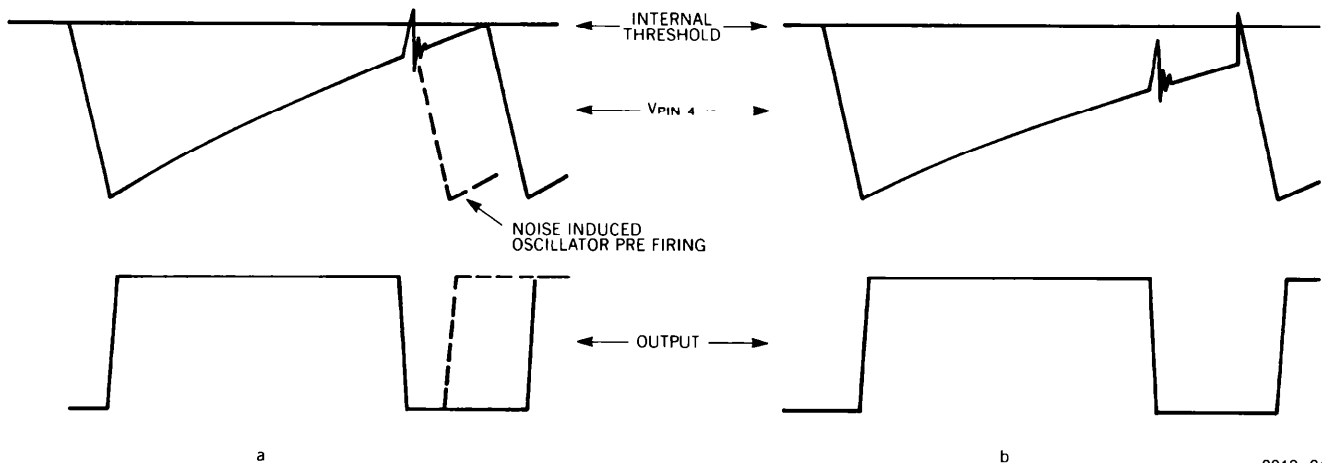 INTERNAL
THRESHOLD
VPIN 4
NOISE INDUCED
OSCILLATOR PRE FIRING
OUTPUT
a
b